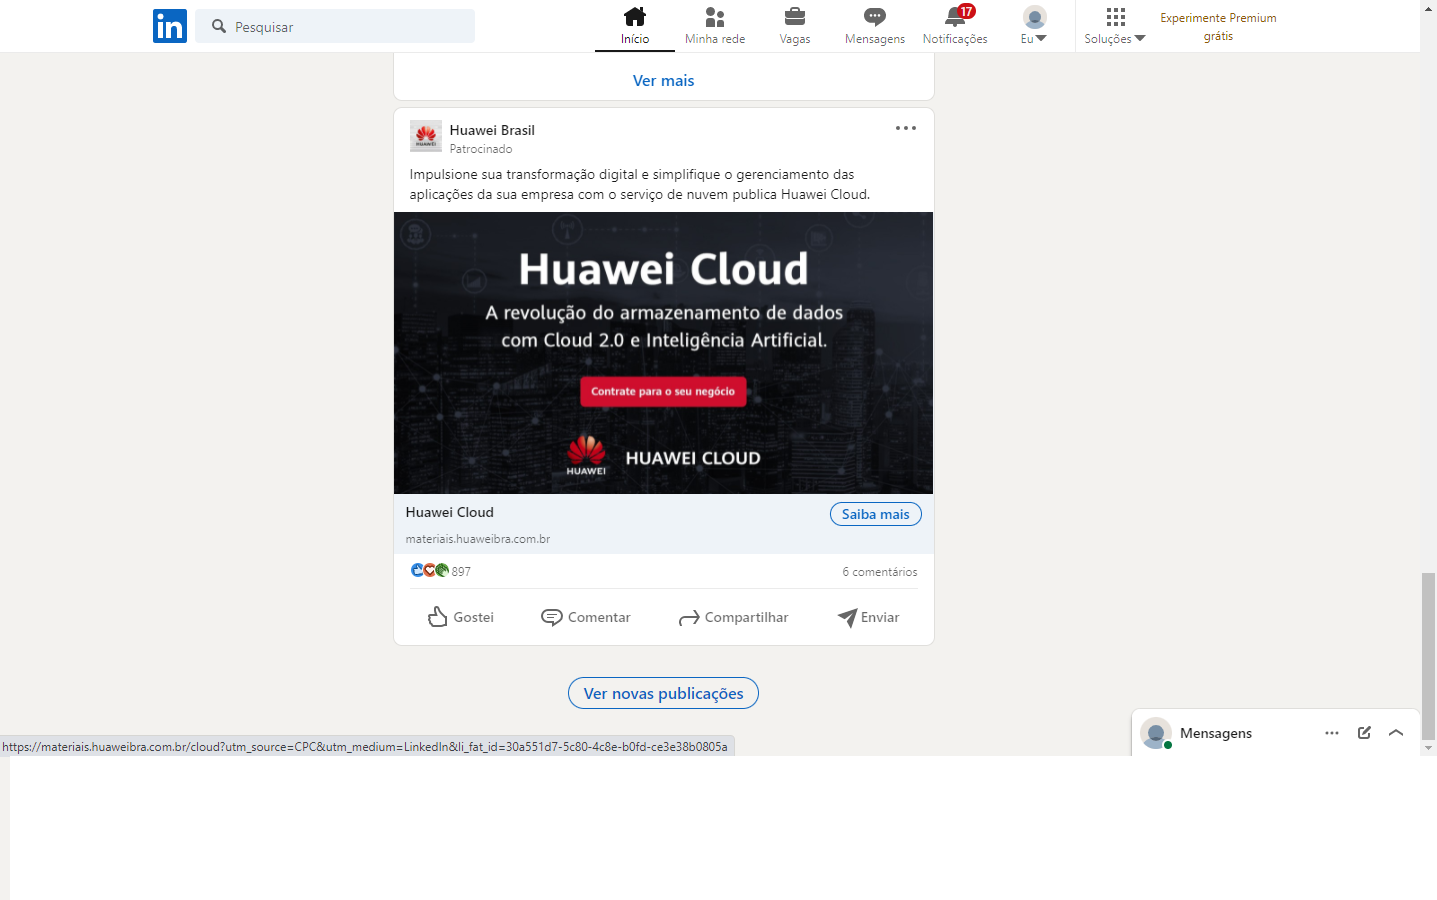 in
Pesquisar
Início
Minha rede
Vagas
Mensagens
17
Notificações
Eu
Soluções
Experimente Premium
grátis
Ver mais
HUAWEI
Huawei Brasil
Patrocinado
Impulsione sua transformação digital e simplifique o gerenciamento das
aplicações da sua empresa com o serviço de nuvem publica Huawei Cloud.
Huawei Cloud
A revolução do armazenamento de dados
com Cloud 2.0 e Inteligência Artificial.
Contrate para o seu negócio
HUAWEI
HUAWEI CLOUD
Huawei Cloud
Saiba mais
materiais.huaweibra.com.br
897
6 comentários
Gostei
Comentar
Compartilhar
Enviar
Ver novas publicações
Mensagens
https://materiais.huaweibra.com.br/cloud?utm_source=CPC&utm_medium=LinkedIn&li_fat_id=30a551d7-5c80-4c8e-b0fd-ce3e38b0805a